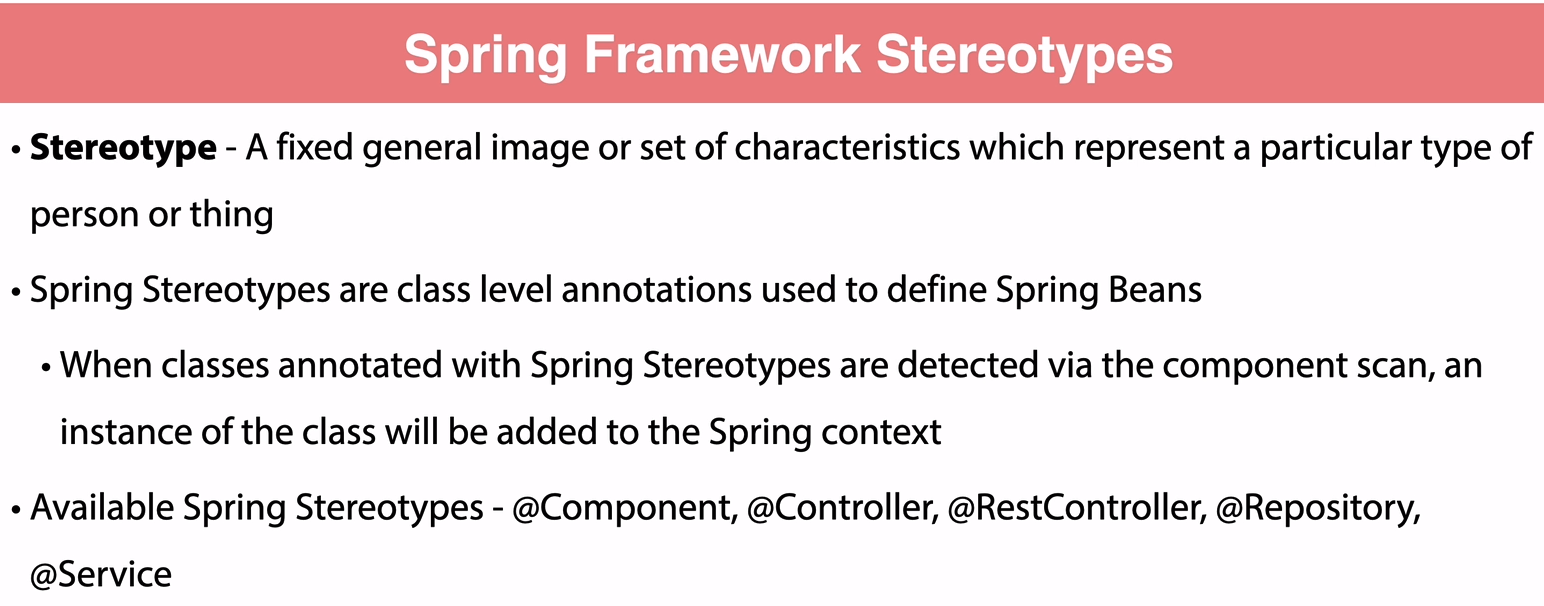 Spring Framework Stereotypes
• Stereotype - A fixed general image or set of characteristics which represent a particular type of
person or thing
• Spring Stereotypes are class level annotations used to define Spring Beans
• When classes annotated with Spring Stereotypes are detected via the component scan, an
instance of the class will be added to the Spring context
• Available Spring Stereotypes - @Component, @Controller, @RestController, @Repository,
@Service